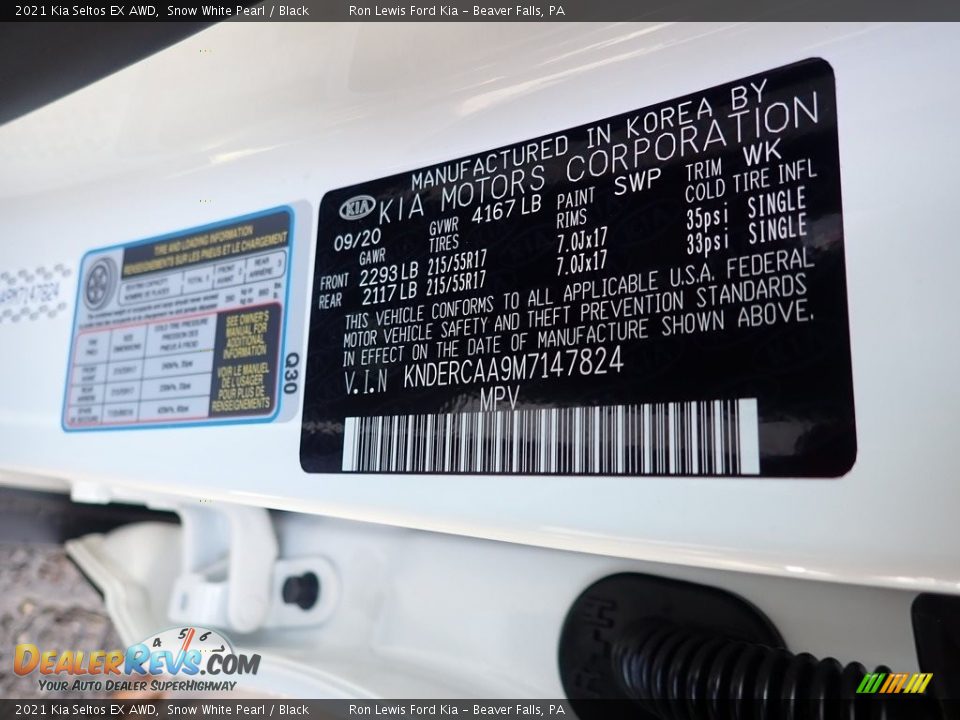 2021 Kia Seltos EX AWD, Snow White Pearl / Black Ron Lewis Ford Kia - Beaver Falls, PA
MANUFACTURED IN KOREA BY
KIA KIA MOTORS CORPORATION
09/20 GVWR 4167 LB PAINT SWP TRIM WK
GAWR TIRES RIMS COLD TIRE INFL
FRONT 2293 LB 215/55R17 7.0Jx17 35psi SINGLE
REAR 2117 LB 215/55R17 7.0Jx17 33psi SINGLE
THIS VEHICLE CONFORMS TO ALL APPLICABLE U.S.A. FEDERAL
MOTOR VEHICLE SAFETY AND THEFT PREVENTION STANDARDS
IN EFFECT ON THE DATE OF MANUFACTURE SHOWN ABOVE.
V.I.N KNDERCAA9M7147824
MPV
TIRE AND LOADING INFORMATION
RENSEIGNEMENTS SUR LES PNEUS ET LE CHARGEMENT
SEE OWNER'S
MANUAL FOR
ADDITIONAL
INFORMATION
VOIR LE MANUEL
DE L'USAGER
POUR PLUS DE
RENSEIGNEMENTS
Q30
4 5 6
DEALERREVS.COM
YOUR AUTO DEALER SUPERHIGHWAY
2021 Kia Seltos EX AWD, Snow White Pearl / Black Ron Lewis Ford Kia - Beaver Falls, PA